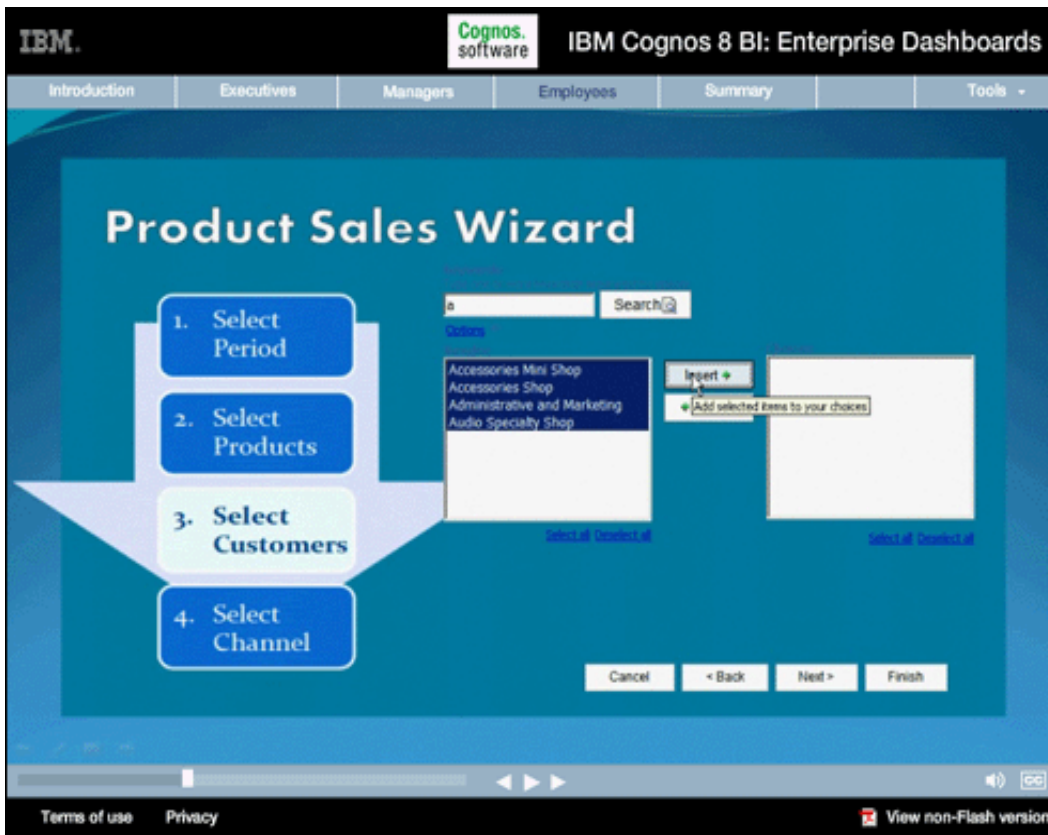 IBM.
Cognos.
software
IBM Cognos 8 BI: Enterprise Dashboards
Introduction
Executives
Managers
Employees
Summary
Tools
Product Sales Wizard
1. Select
Period
2. Select
Products
3. Select
Customers
4. Select
Channel
a
Search
Options
Accessories Mini Shop
Accessories Shop
Administrative and Marketing
Audio Specialty Shop
Insert
Add selected items to your choices
Select all Deselect all
Select all Deselect all
Cancel
< Back
Next >
Finish
CC
Terms of use
Privacy
View non-Flash version